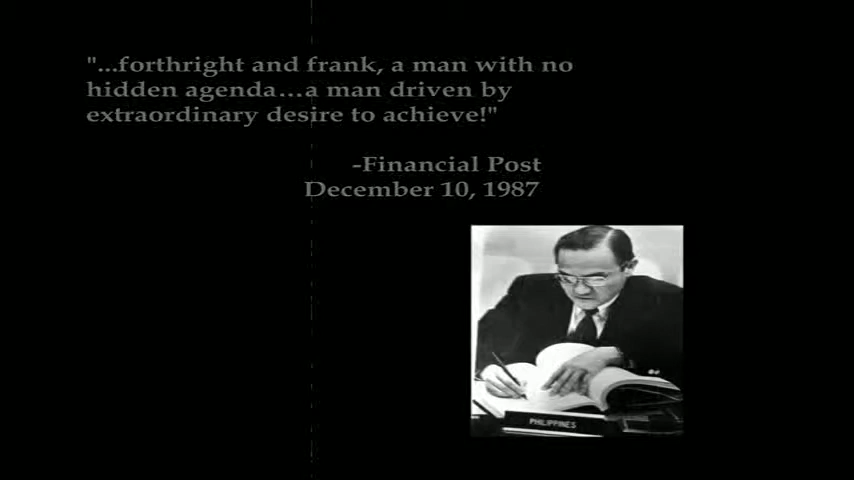 "...forthright and frank, a man with no
hidden agenda...a man driven by
extraordinary desire to achieve!"
-Financial Post
December 10, 1987
PHILIPPINES